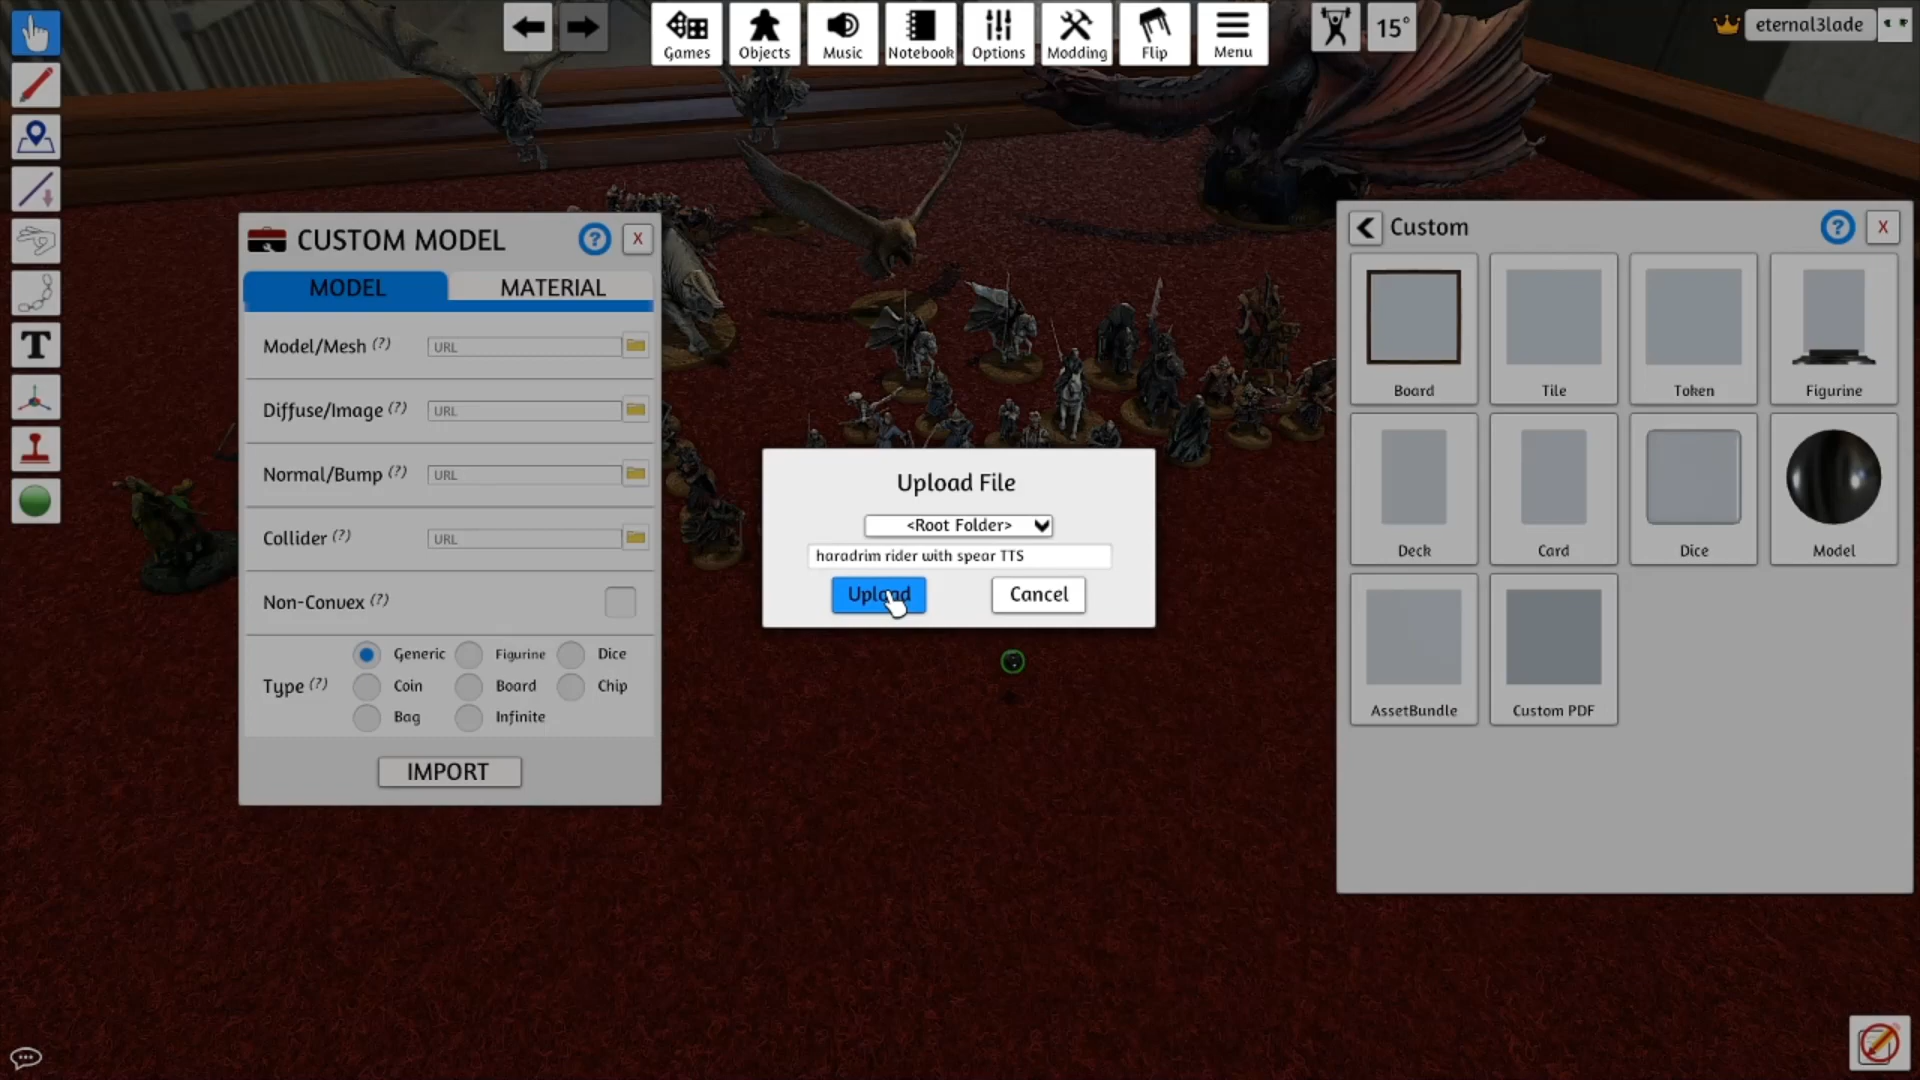 Games
Objects
Music
Notebook
Options
Modding
Flip
Menu
15°
eternal3lade
T
CUSTOM MODEL
?
X
MODEL
MATERIAL
Model/Mesh (?)
URL
Diffuse/Image (?)
URL
Normal/Bump (?)
URL
Collider (?)
URL
Non-Convex (?)
Type (?)
Generic
Figurine
Dice
Coin
Board
Chip
Bag
Infinite
IMPORT
Upload File
<Root Folder>
haradrim rider with spear TTS
Upload
Cancel
Custom
?
X
Board
Tile
Token
Figurine
Deck
Card
Dice
Model
AssetBundle
Custom PDF